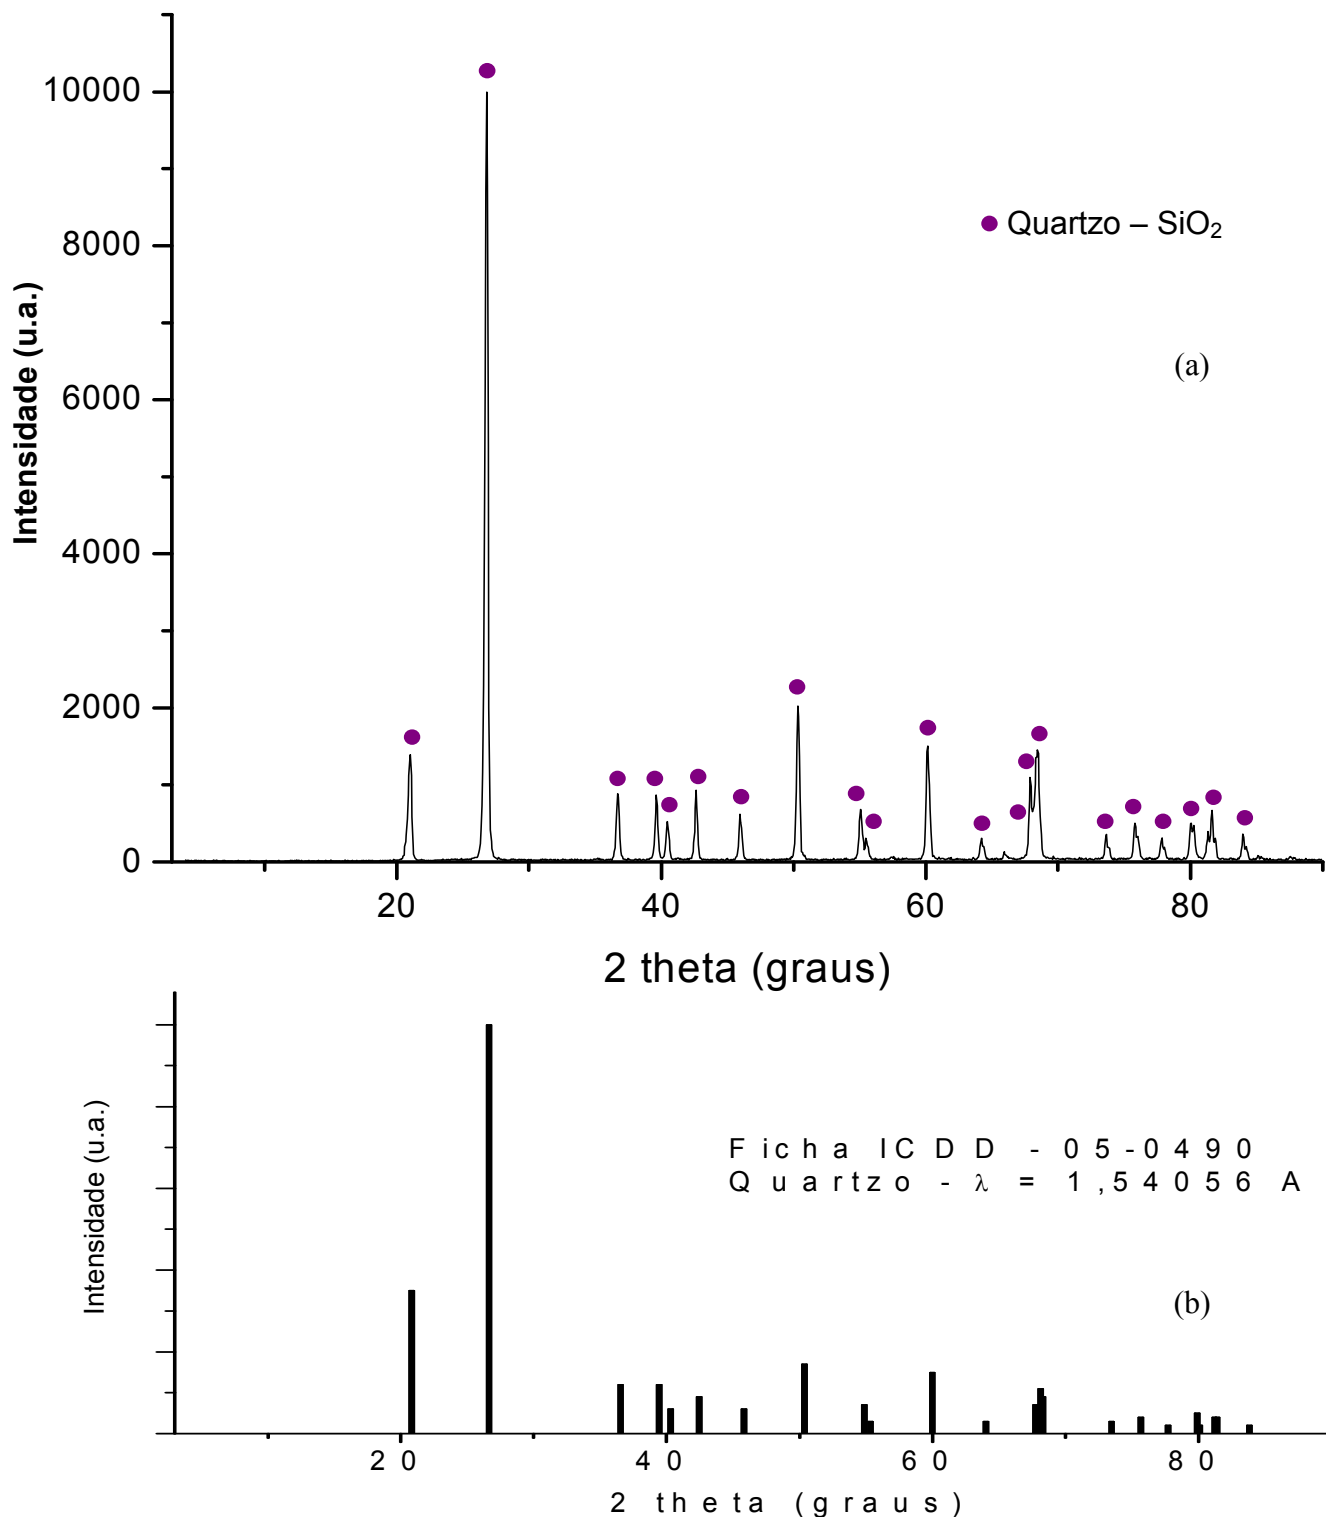 10000
8000
6000
4000
2000
0
Intensidade (u.a.)
Quartzo – SiO₂
(a)
20 40 60 80
2 theta (graus)
Intensidade (u.a.)
Ficha ICDD - 05-0490
Quartzo - λ = 1,54056 A
(b)
20 40 60 80
2 theta (graus)